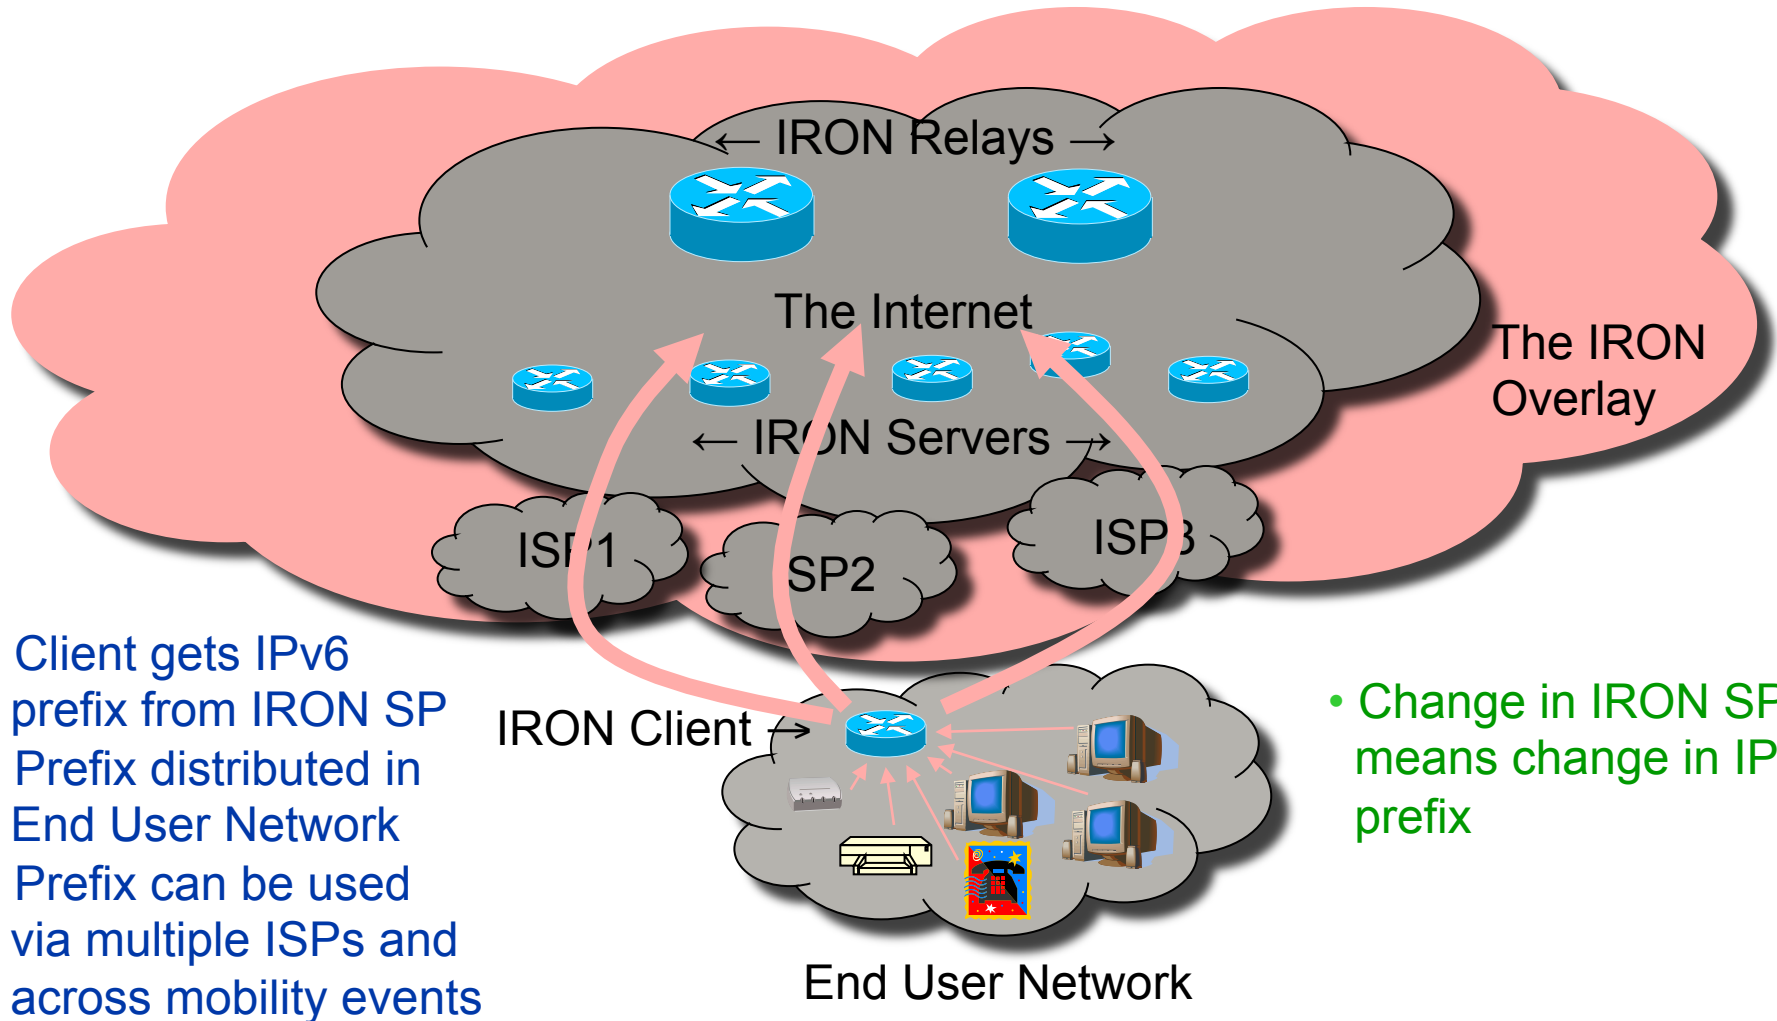 ← IRON Relays →
The Internet
The IRON
Overlay
← IRON Servers →
ISP1
SP2
ISP3
Client gets IPv6
prefix from IRON SP
Prefix distributed in
End User Network
Prefix can be used
via multiple ISPs and
across mobility events
IRON Client →
End User Network
• Change in IRON SP
means change in IP
prefix